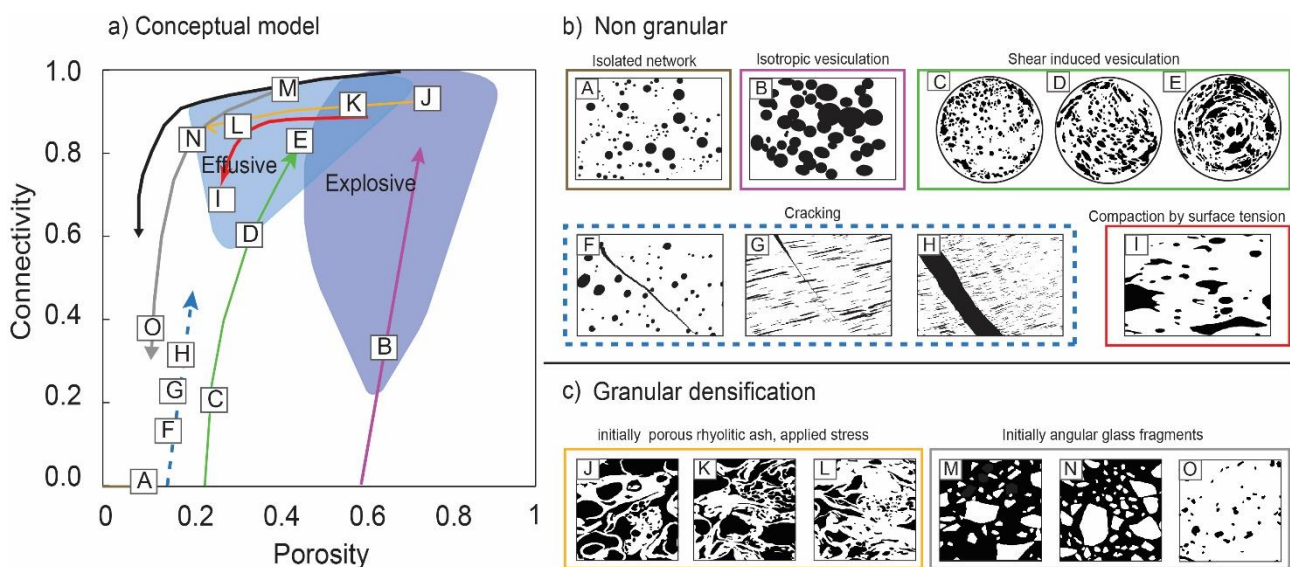 a) Conceptual model
1.0
0.8
0.6
0.4
0.2
0.0
Connectivity
0
0.2
0.4
0.6
0.8
1
Porosity
M
K
J
L
N
E
Effusive
Explosive
I
D
O
H
B
G
C
F
A
b) Non granular
Isolated network
Isotropic vesiculation
Shear induced vesiculation
A
B
C
D
E
Cracking
Compaction by surface tension
F
G
H
I
c) Granular densification
initially porous rhyolitic ash, applied stress
Initially angular glass fragments
J
K
L
M
N
O